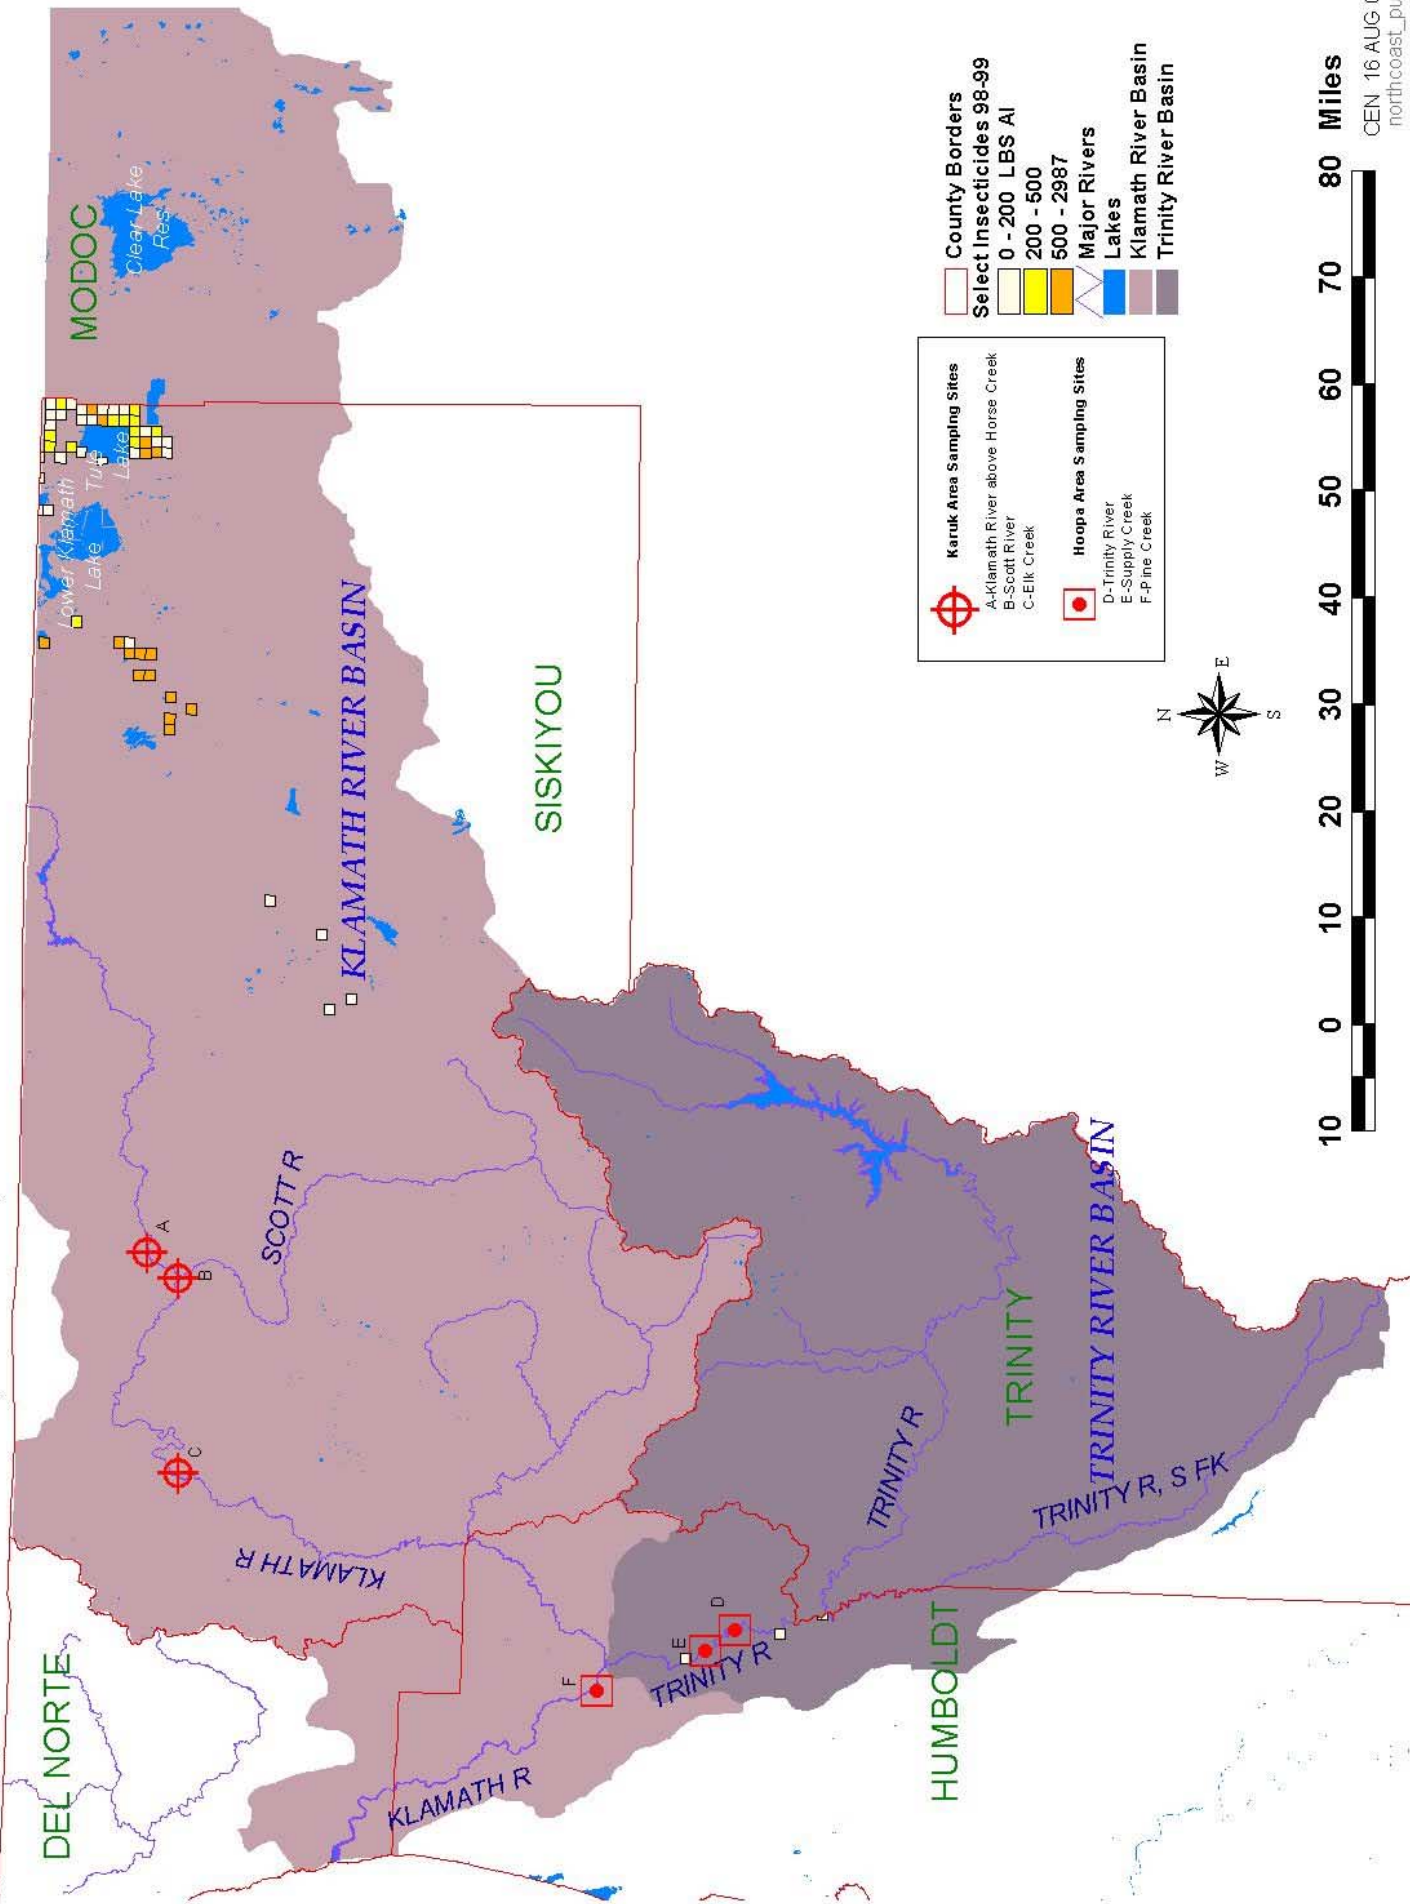 DEL NORTE
MODOC
Clear Lake
Res.
Lower Klamath
Lake
Tule
Lake
KLAMATH RIVER BASIN
SISKIYOU
SCOTT R
A
B
C
KLAMATH R
KLAMATH R
F
E
D
TRINITY R
TRINITY R
TRINITY
TRINITY RIVER BASIN
TRINITY R, S FK
HUMBOLDT
Karuk Area Sampling Sites
A-Klamath River above Horse Creek
B-Scott River
C-Elk Creek
Hoopa Area Sampling Sites
D-Trinity River
E-Supply Creek
F-Pine Creek
County Borders
Select Insecticides 98-99
0 - 200 LBS AI
200 - 500
500 - 2987
Major Rivers
Lakes
Klamath River Basin
Trinity River Basin
N
W E
S
10 0 10 20 30 40 50 60 70 80 Miles
CEN 16 AUG